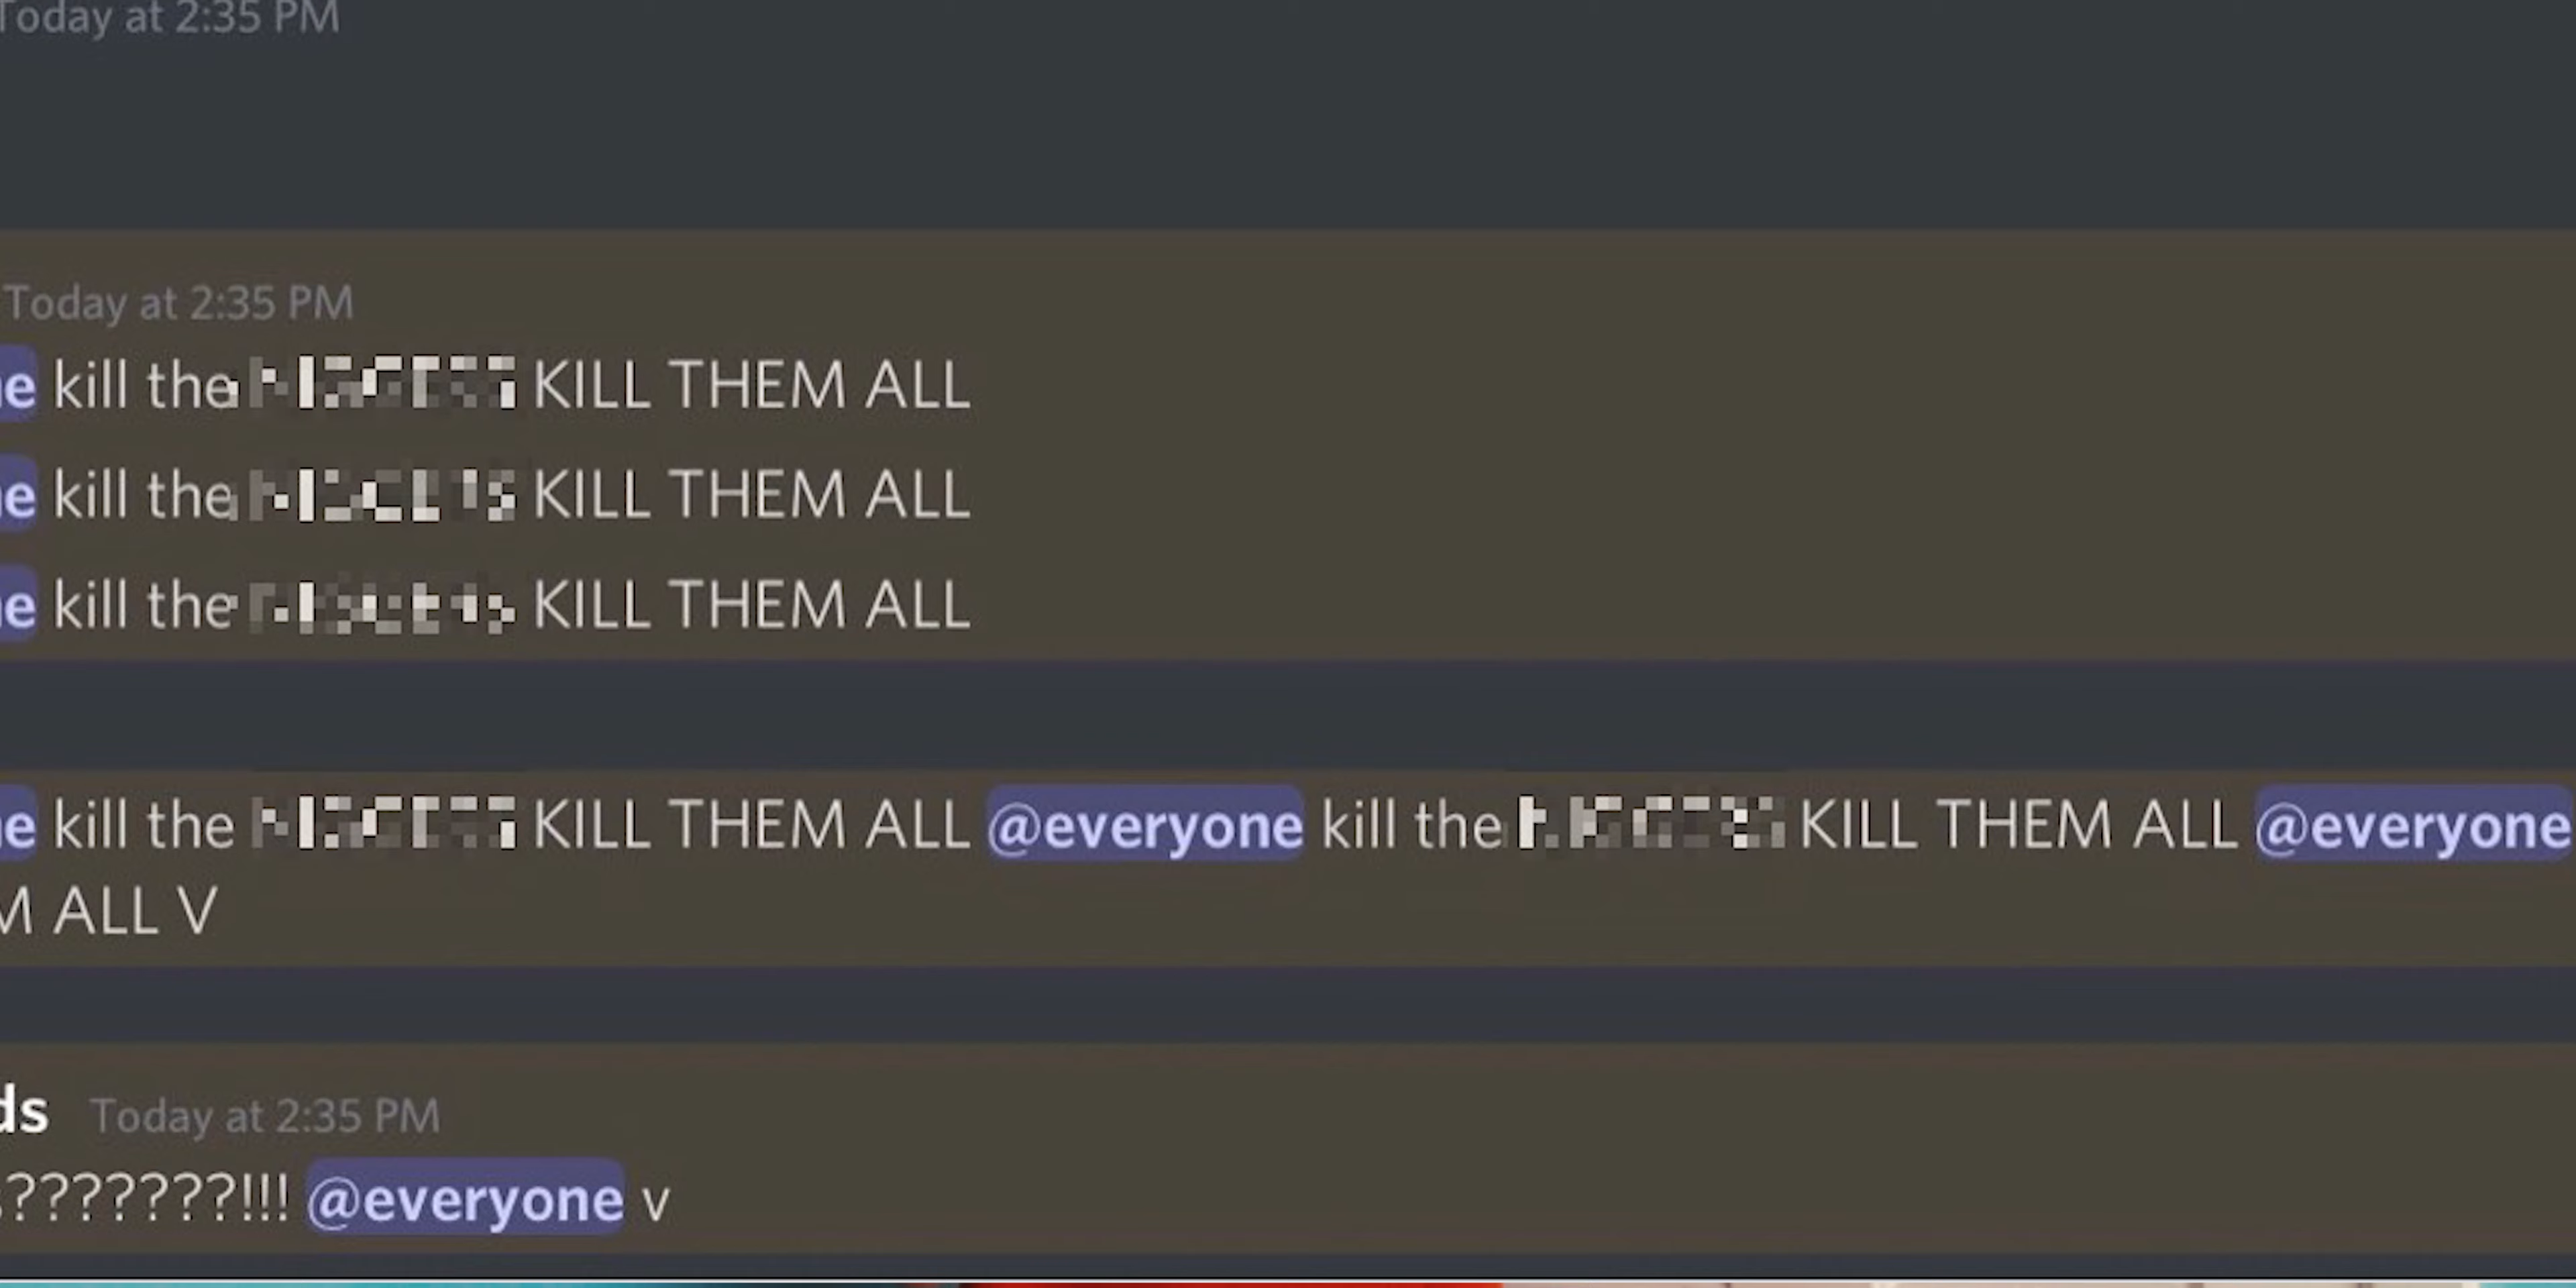 Today at 2:35 PM
Today at 2:35 PM
e kill the KILL THEM ALL
e kill the KILL THEM ALL
e kill the KILL THEM ALL
e kill the KILL THEM ALL @everyone kill the KILL THEM ALL @everyone
M ALL V
ds Today at 2:35 PM
???????!!! @everyone v